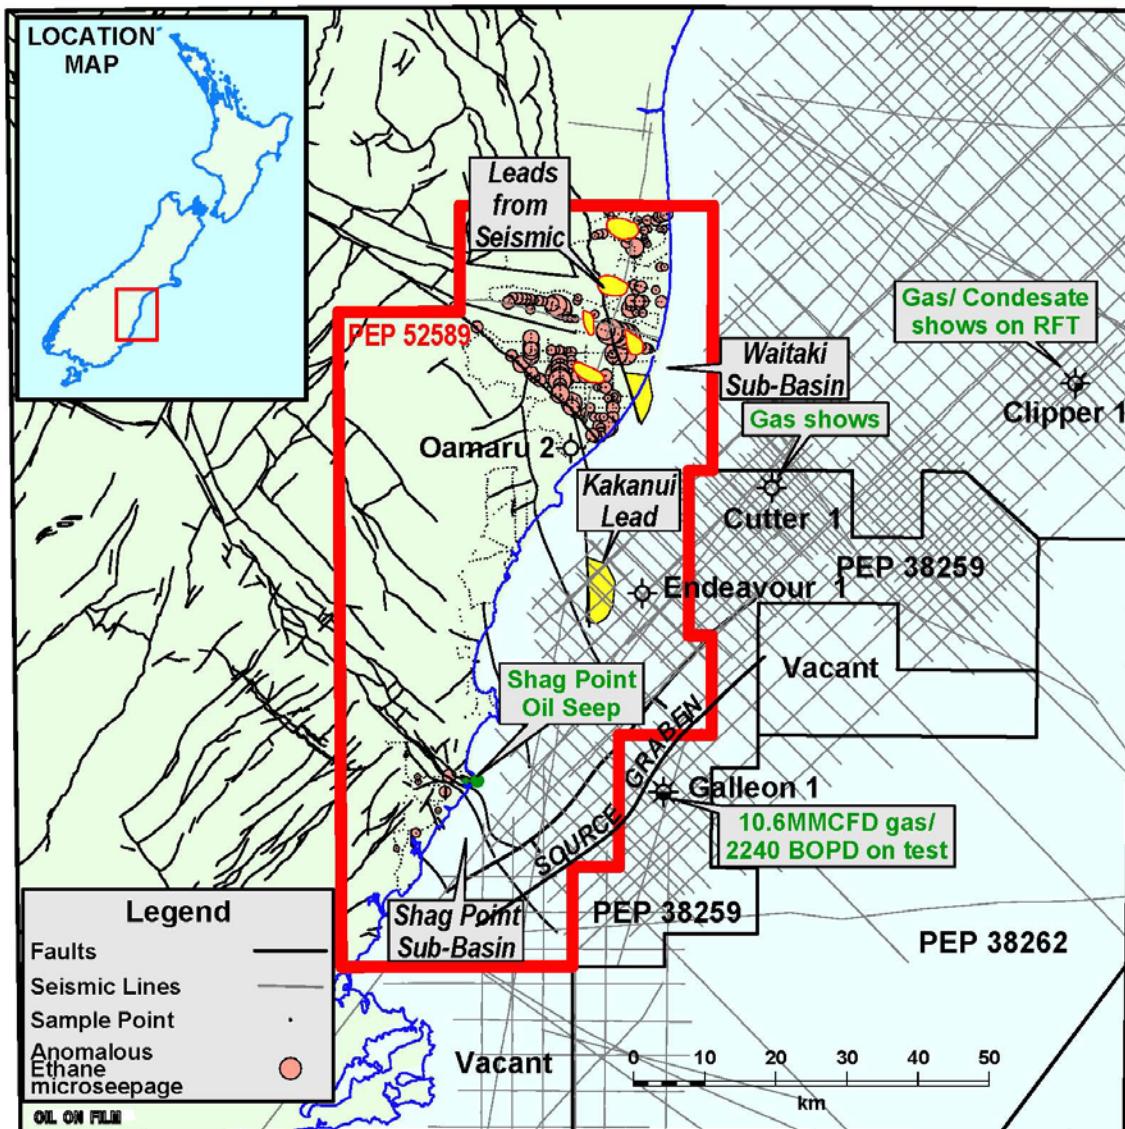 LOCATION
MAP
Leads
from
Seismic
Gas/ Condesate
shows on RFT
PEP 52589
Waitaki
Sub-Basin
Clipper 1
Gas shows
Oamaru 2
Kakanui
Lead
Cutter 1
PEP 38259
Endeavour 1
Vacant
Shag Point
Oil Seep
SOURCE GRABEN
Galleon 1
10.6MMCFD gas/
2240 BOPD on test
Shag Point
Sub-Basin
PEP 38259
PEP 38262
Legend
Faults
Seismic Lines
Sample Point
Anomalous
Ethane
microseepage
OIL ON FILM
Vacant
0 10 20 30 40 50
km